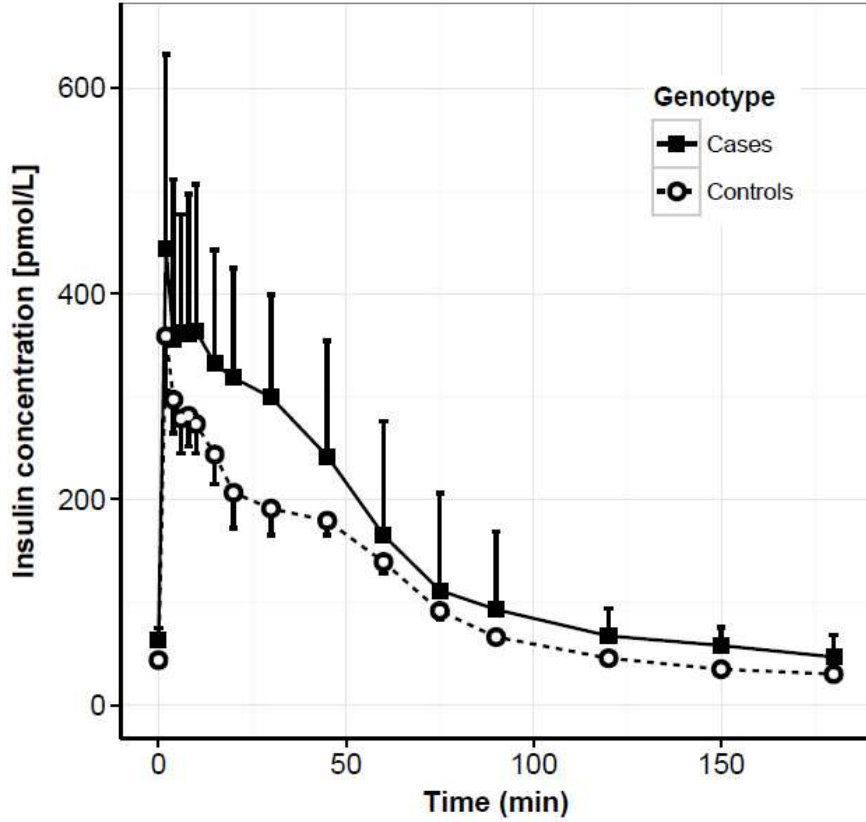 Insulin concentration [pmol/L]
600
400
200
0
Genotype
Cases
Controls
0 50 100 150
Time (min)